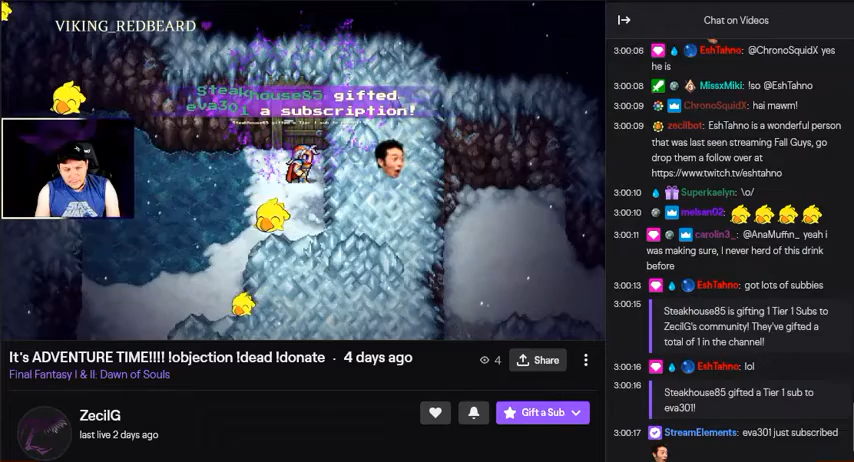 VIKING_REDBEARD
Steakhouse85 gifted
eva301 a subscription!
It's ADVENTURE TIME!!!! !objection !dead !donate · 4 days ago
4
Share
Final Fantasy I & II: Dawn of Souls
ZecilG
last live 2 days ago
Gift a Sub
Chat on Videos
3:00:06 EshTahno: @ChronoSquidX yes
he is
3:00:08 MissxMiki: !so @EshTahno
3:00:09 ChronoSquidX: hai mawm!
3:00:09 zecilbot: EshTahno is a wonderful person
that was last seen streaming Fall Guys, go
drop them a follow over at
https://www.twitch.tv/eshtahno
3:00:10 Superkaelyn: \o/
3:00:10 melsan02:
3:00:11 carolin3_: @AnaMuffin_ yeah i
was making sure, I never herd of this drink
before
3:00:13 EshTahno: got lots of subbies
3:00:15
Steakhouse85 is gifting 1 Tier 1 Subs to
ZecilG's community! They've gifted a
total of 1 in the channel!
3:00:16 EshTahno: lol
3:00:16
Steakhouse85 gifted a Tier 1 sub to
eva301!
3:00:17 StreamElements: eva301 just subscribed